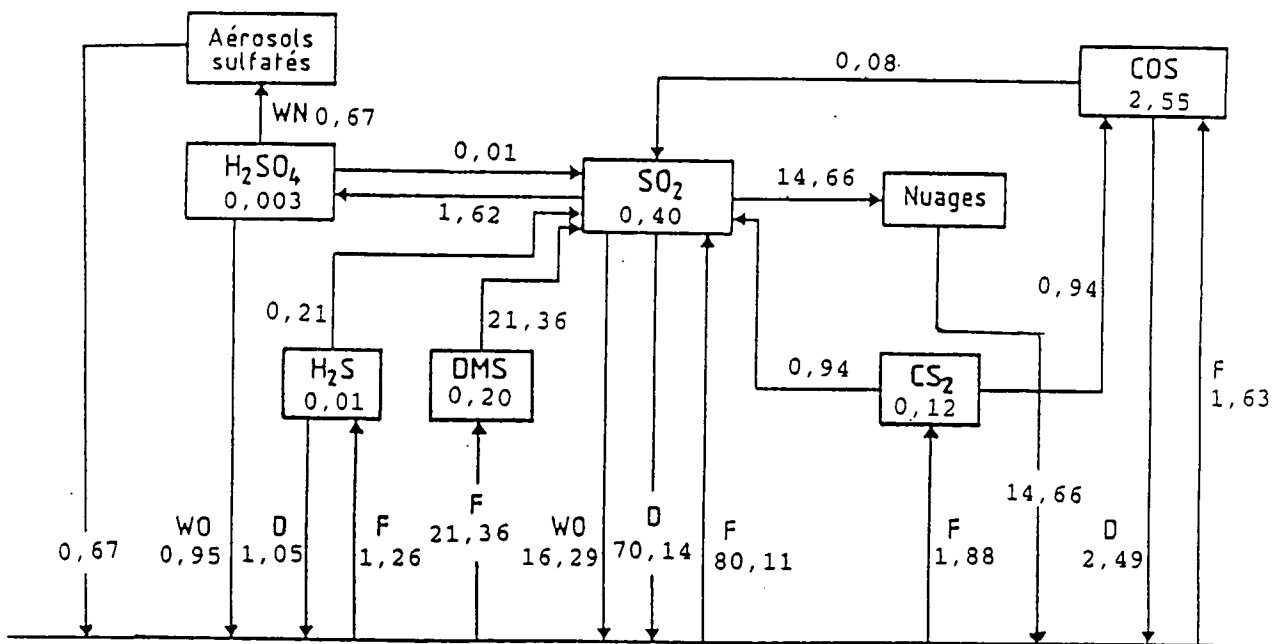 Aérosols
sulfatés
WN 0,67
H₂SO₄
0,003
0,01
1,62
SO₂
0,40
0,08
COS
2,55
14,66
Nuages
0,94
0,21
21,36
H₂S
0,01
DMS
0,20
0,94
CS₂
0,12
F
1,63
0,67
WO
0,95
D
1,05
F
1,26
F
21,36
WO
16,29
D
70,14
F
80,11
F
1,88
14,66
D
2,49